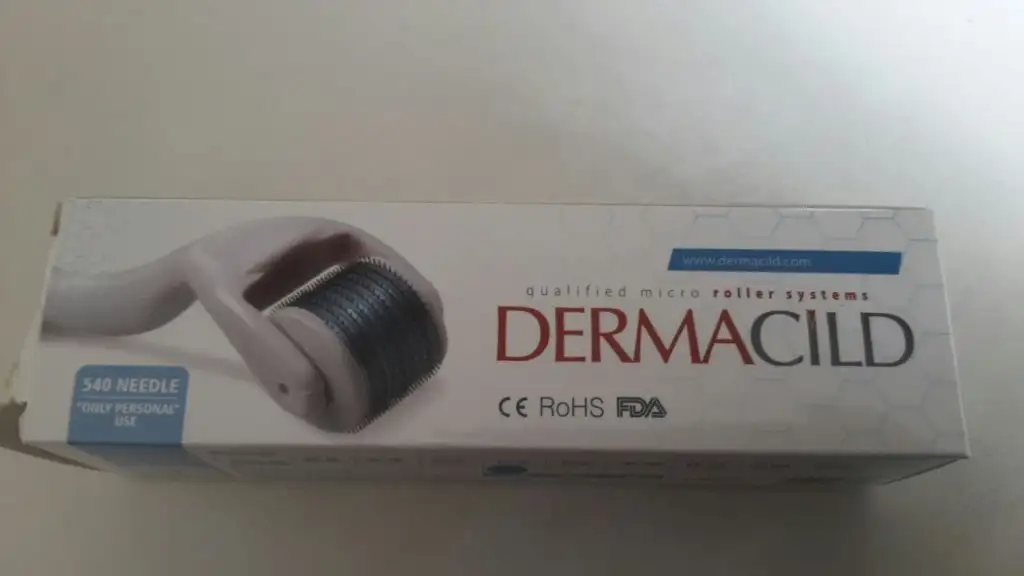 www.dermacild.com
qualified micro roller systems
DERMACILD
CE RoHS FDA
540 NEEDLE
"ONLY PERSONAL"
USE